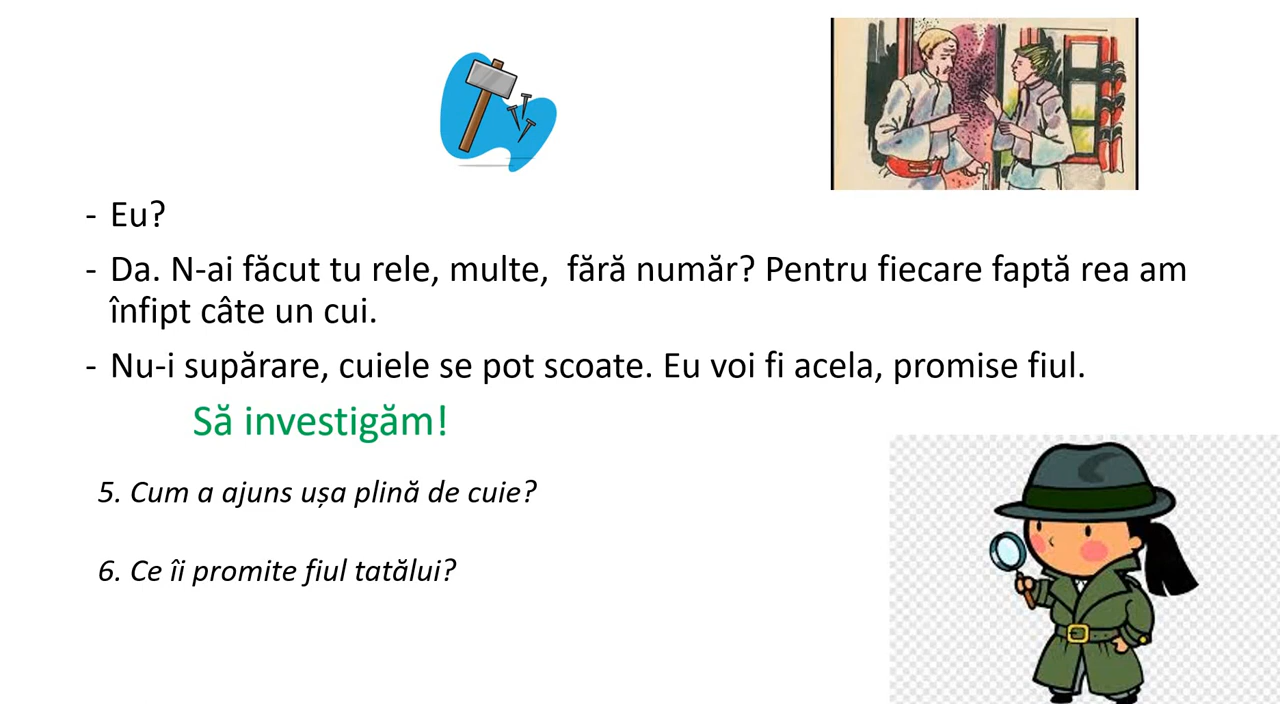 - Eu?
- Da. N-ai făcut tu rele, multe,  fără număr? Pentru fiecare faptă rea am
înfipt câte un cui.
- Nu-i supărare, cuiele se pot scoate. Eu voi fi acela, promise fiul.
Să investigăm!
5. Cum a ajuns ușa plină de cuie?
6. Ce îi promite fiul tatălui?